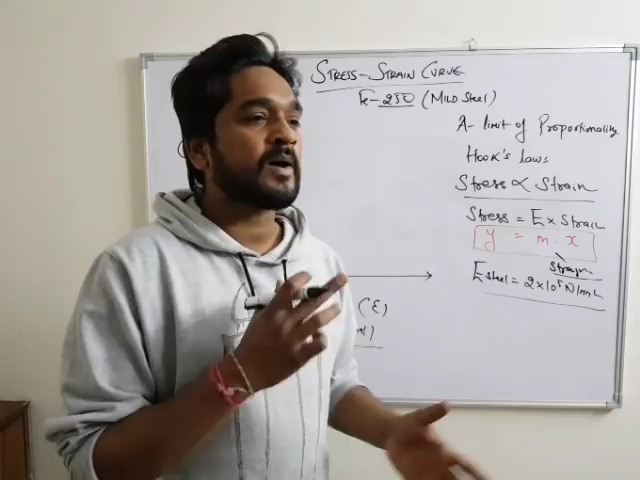 STRESS-STRAIN CURVE
Fe-250 (MILD Steel)
A- limit of Proportionality
Hook's laws
Stress ∝ Strain
Stress = E x Strain
y = m . x
Strain
E steel = 2×10⁵ N/mm²
(ε)